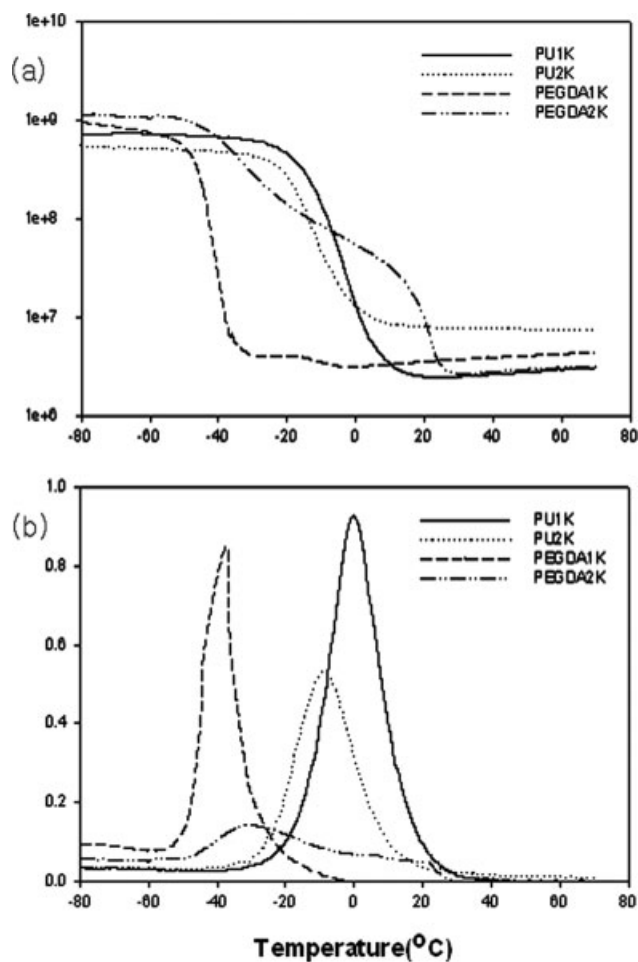 (a)
1e+10
1e+9
1e+8
1e+7
1e+6
PU1K
PU2K
PEGDA1K
PEGDA2K
-80 -60 -40 -20 0 20 40 60 80
(b)
1.0
0.8
0.6
0.4
0.2
0.0
PU1K
PU2K
PEGDA1K
PEGDA2K
-80 -60 -40 -20 0 20 40 60 80
Temperature(°C)